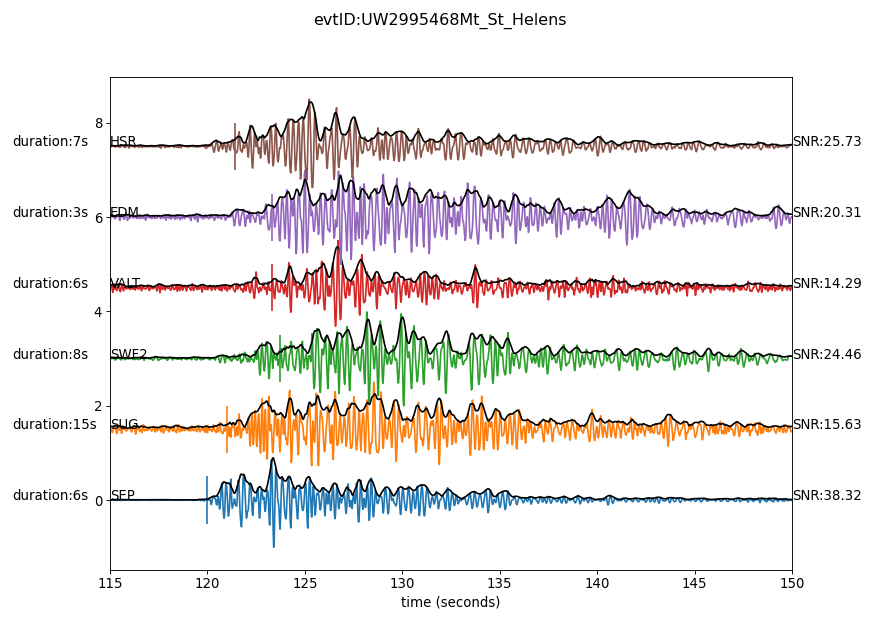 evtID:UW2995468Mt_St_Helens
8
duration:7s HSR SNR:25.73
duration:3s EDM SNR:20.31
6
duration:6s VALT SNR:14.29
4
duration:8s SWF2 SNR:24.46
2
duration:15s SUG SNR:15.63
duration:6s SEP SNR:38.32
0
115 120 125 130 135 140 145 150
time (seconds)